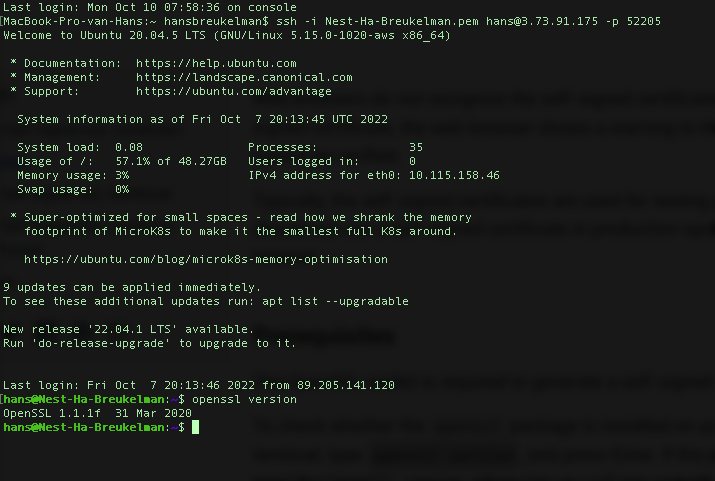 Last login: Mon Oct 10 07:58:36 on console
[MacBook-Pro-van-Hans:~ hansbreukelman$ ssh -i Nest-Ha-Breukelman.pem hans@3.73.91.175 -p 52205
Welcome to Ubuntu 20.04.5 LTS (GNU/Linux 5.15.0-1020-aws x86_64)
* Documentation:  https://help.ubuntu.com
* Management:     https://landscape.canonical.com
* Support:        https://ubuntu.com/advantage
System information as of Fri Oct  7 20:13:45 UTC 2022
System load:  0.08               Processes:             35
Usage of /:   57.1% of 48.27GB   Users logged in:       0
Memory usage: 3%                 IPv4 address for eth0: 10.115.158.46
Swap usage:   0%
* Super-optimized for small spaces - read how we shrank the memory
footprint of MicroK8s to make it the smallest full K8s around.
https://ubuntu.com/blog/microk8s-memory-optimisation
9 updates can be applied immediately.
To see these additional updates run: apt list --upgradable
New release '22.04.1 LTS' available.
Run 'do-release-upgrade' to upgrade to it.
Last login: Fri Oct  7 20:13:46 2022 from 89.205.141.120
[hans@Nest-Ha-Breukelman:~$ openssl version
OpenSSL 1.1.1f  31 Mar 2020
hans@Nest-Ha-Breukelman:~$